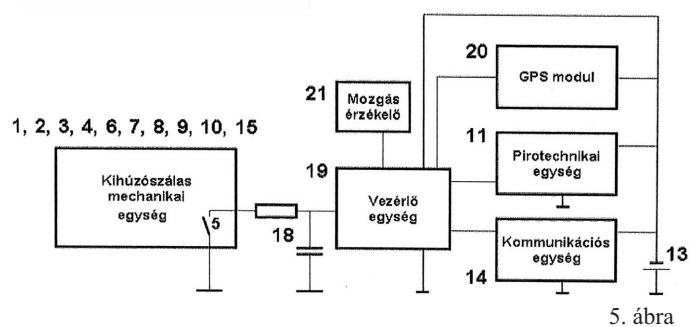 20
GPS modul
21
Mozgás
érzékelő
1, 2, 3, 4, 6, 7, 8, 9, 10, 15
11
Pirotechnikai
egység
Kihúzószálas
mechanikai
egység
5
18
19
Vezérlő
egység
Kommunikációs
egység
14
13
5. ábra